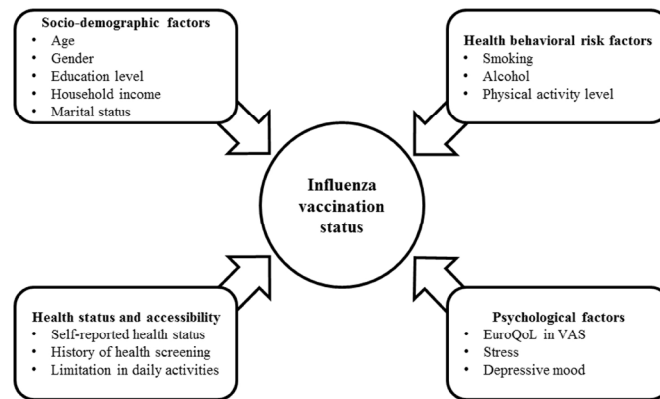 Socio-demographic factors
• Age
• Gender
• Education level
• Household income
• Marital status
Health behavioral risk factors
• Smoking
• Alcohol
• Physical activity level
Influenza
vaccination
status
Health status and accessibility
• Self-reported health status
• History of health screening
• Limitation in daily activities
Psychological factors
• EuroQoL in VAS
• Stress
• Depressive mood